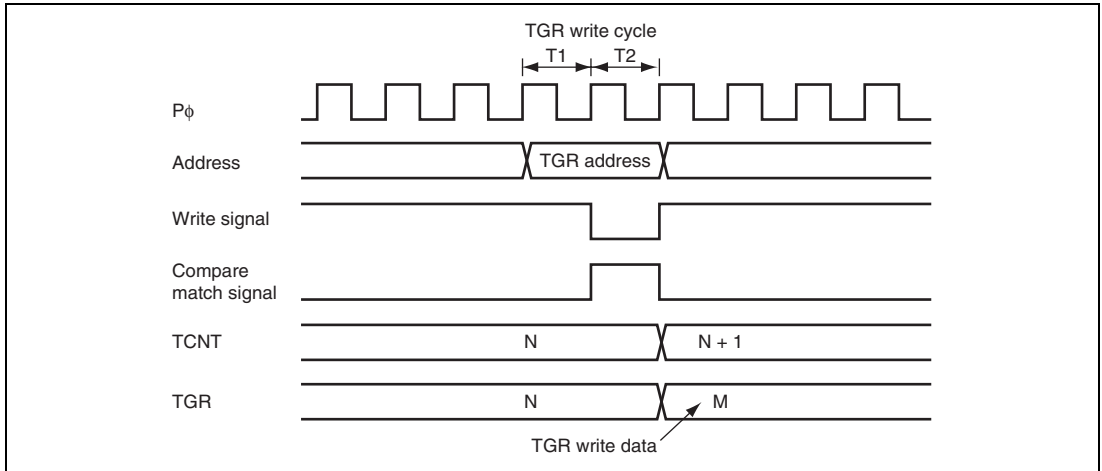 TGR write cycle
T1 T2
Pϕ
Address TGR address
Write signal
Compare
match signal
TCNT N N + 1
TGR N M
TGR write data